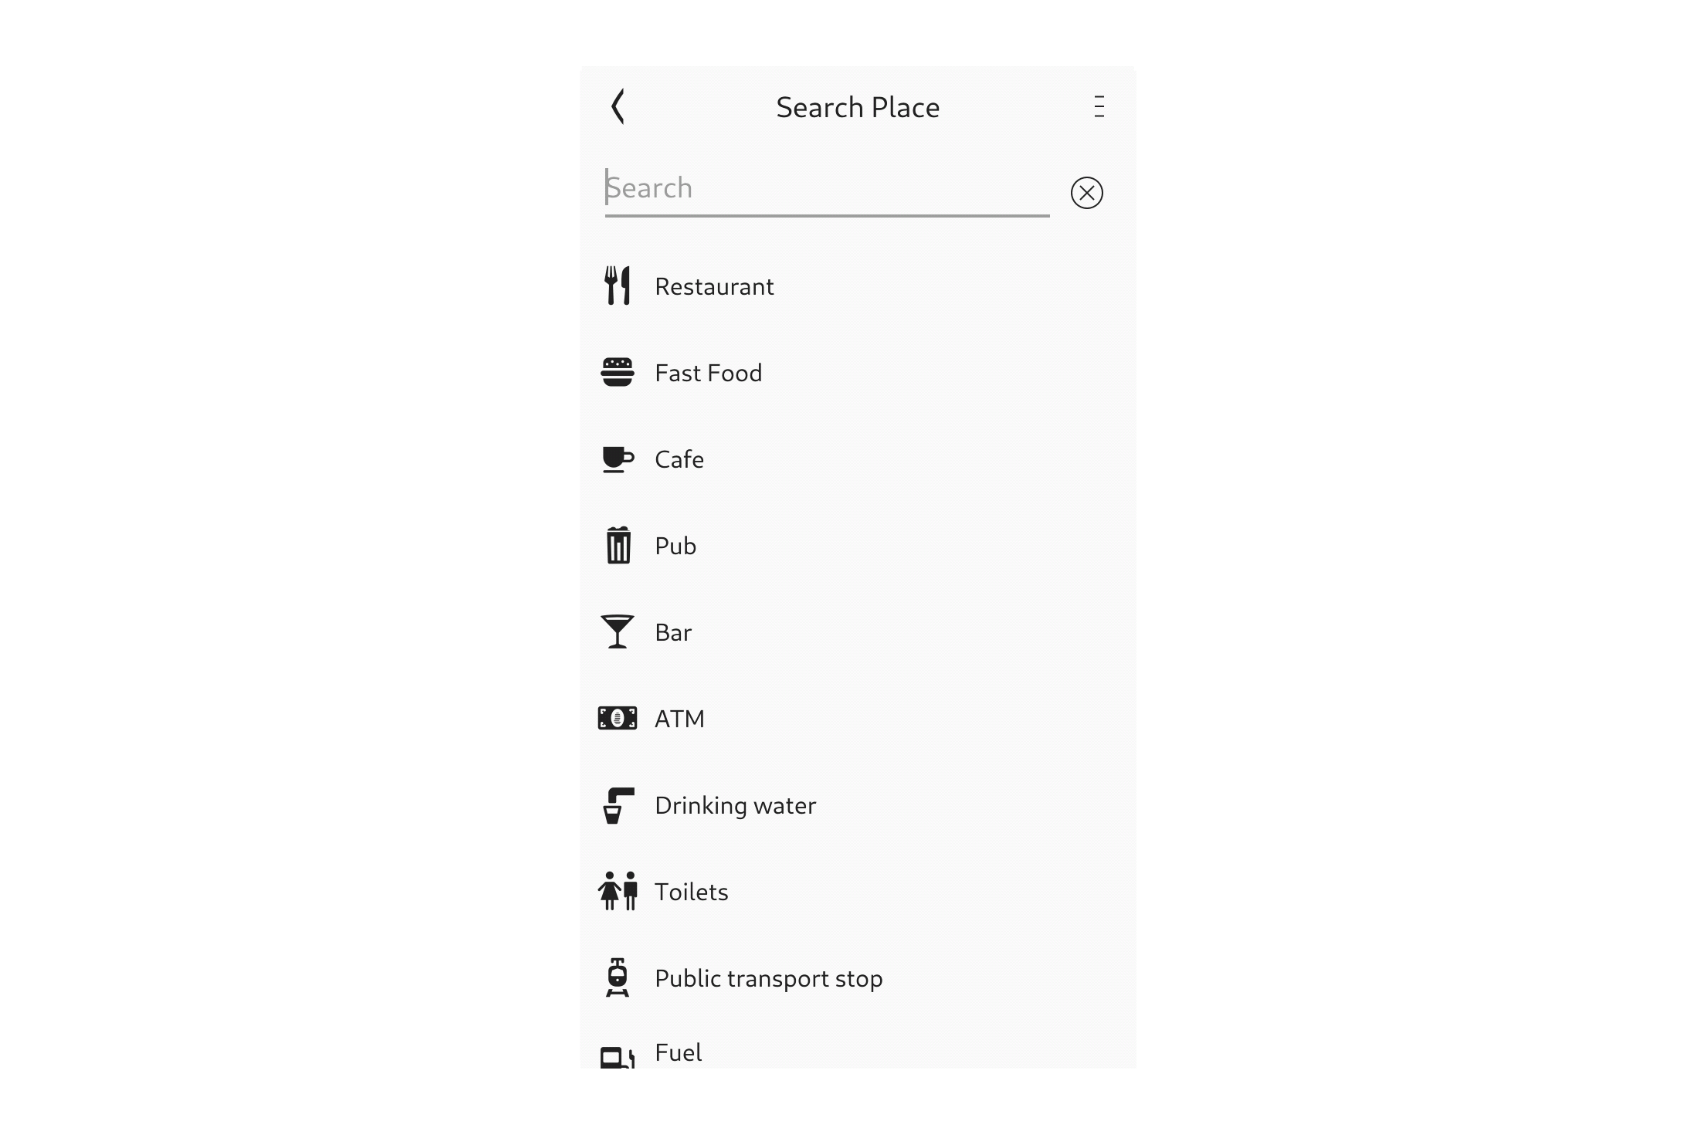 Search Place
Search
Restaurant
Fast Food
Cafe
Pub
Bar
ATM
Drinking water
Toilets
Public transport stop
Fuel